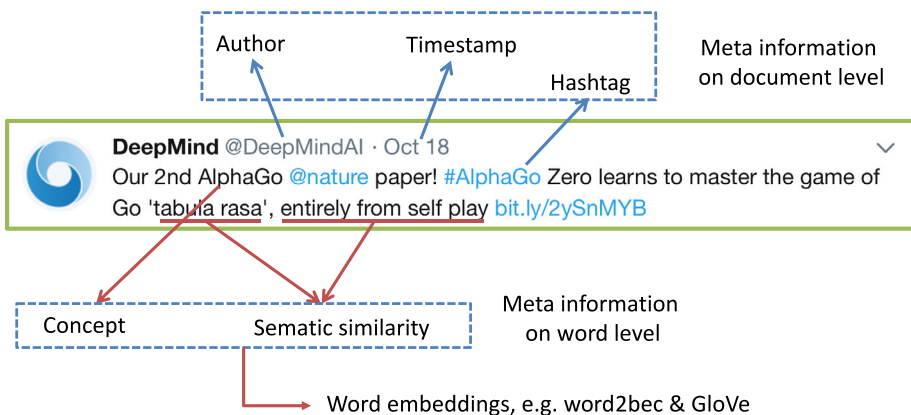 Author
Timestamp
Hashtag
Meta information
on document level
DeepMind @DeepMindAI · Oct 18
Our 2nd AlphaGo @nature paper! #AlphaGo Zero learns to master the game of
Go 'tabula rasa', entirely from self play bit.ly/2ySnMYB
Concept
Sematic similarity
Meta information
on word level
Word embeddings, e.g. word2bec & GloVe